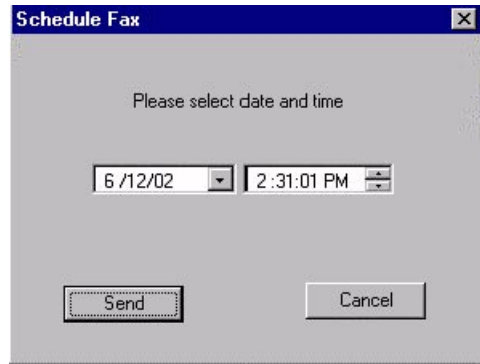 Schedule Fax
Please select date and time
6 /12/02 2 :31:01 PM
Send Cancel